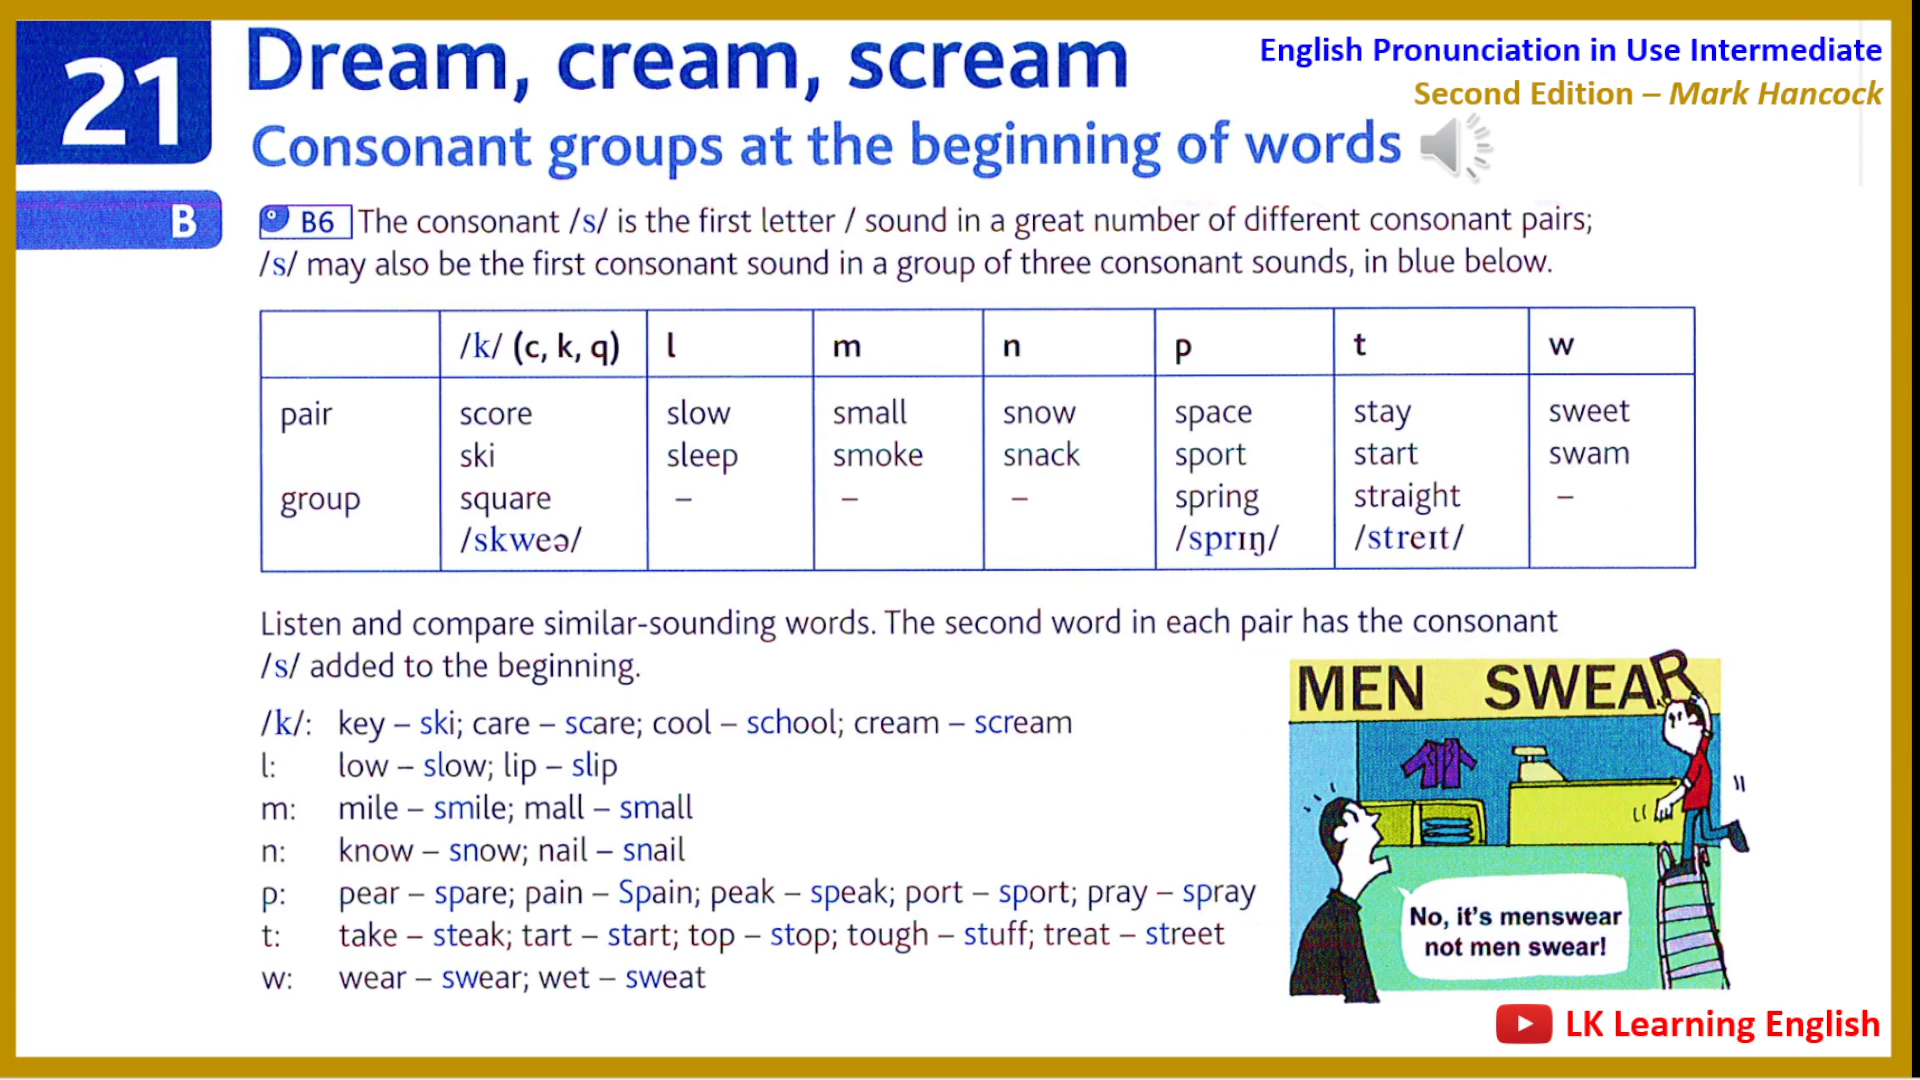 21
Dream, cream, scream
English Pronunciation in Use Intermediate
Second Edition – Mark Hancock
Consonant groups at the beginning of words
B
B6 The consonant /s/ is the first letter / sound in a great number of different consonant pairs;
/s/ may also be the first consonant sound in a group of three consonant sounds, in blue below.
/k/ (c, k, q) l m n p t w
pair score slow small snow space stay sweet
ski sleep smoke snack sport start swam
group square – – – spring straight –
/skweə/ /sprɪŋ/ /streɪt/
Listen and compare similar-sounding words. The second word in each pair has the consonant
/s/ added to the beginning.
/k/: key – ski; care – scare; cool – school; cream – scream
l: low – slow; lip – slip
m: mile – smile; mall – small
n: know – snow; nail – snail
p: pear – spare; pain – Spain; peak – speak; port – sport; pray – spray
t: take – steak; tart – start; top – stop; tough – stuff; treat – street
w: wear – swear; wet – sweat
MEN SWEAR
No, it's menswear
not men swear!
LK Learning English